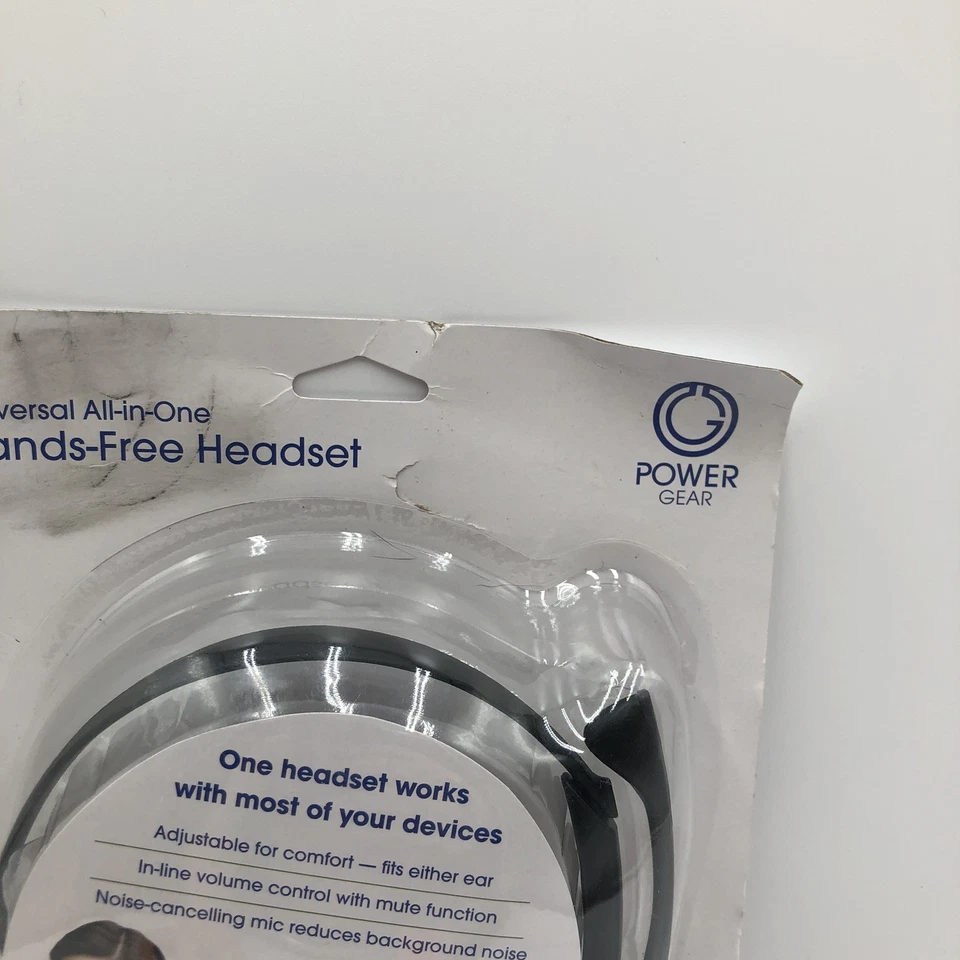 versal All-in-One
ands-Free Headset
POWER
GEAR
One headset works
with most of your devices
Adjustable for comfort — fits either ear
In-line volume control with mute function
Noise-cancelling mic reduces background noise